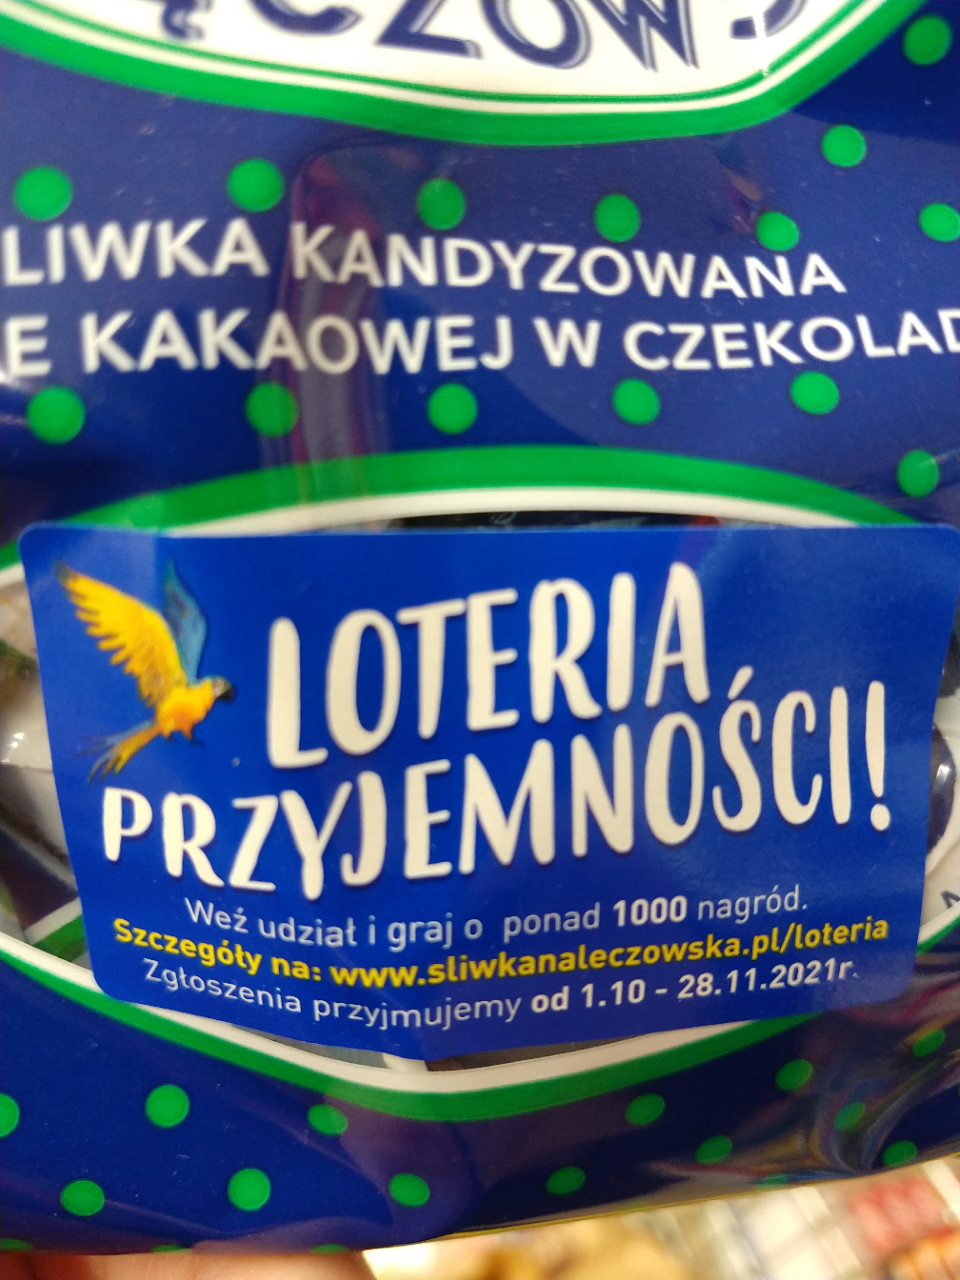 LIWKA KANDYZOWANA
E KAKAOWEJ W CZEKOLAD
LOTERIA
PRZYJEMNOŚCI!
Weź udział i graj o ponad 1000 nagród.
Szczegóły na: www.sliwkanaleczowska.pl/loteria
Zgłoszenia przyjmujemy od 1.10 - 28.11.2021r.